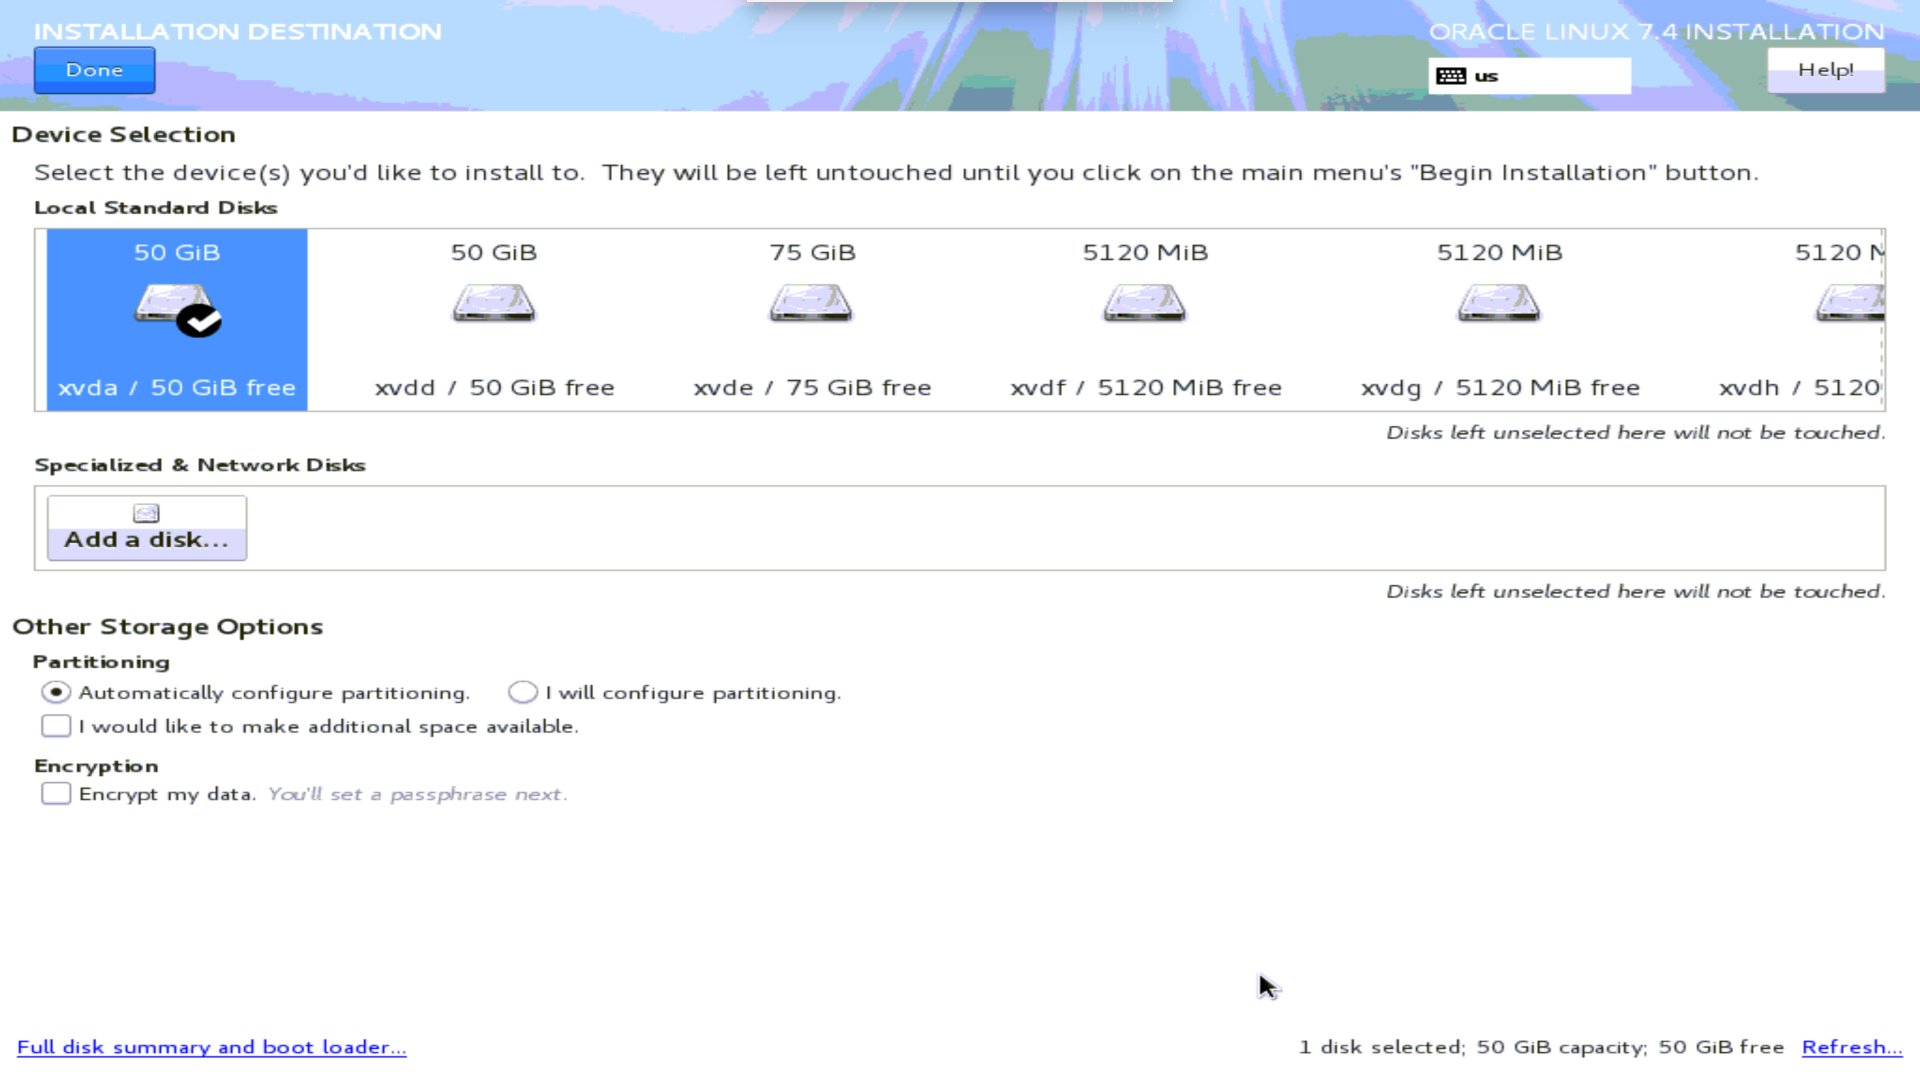 INSTALLATION DESTINATION
ORACLE LINUX 7.4 INSTALLATION
Done
us
Help!
Device Selection
Select the device(s) you'd like to install to.  They will be left untouched until you click on the main menu's "Begin Installation" button.
Local Standard Disks
50 GiB
50 GiB
75 GiB
5120 MiB
5120 MiB
5120 M
xvda / 50 GiB free
xvdd / 50 GiB free
xvde / 75 GiB free
xvdf / 5120 MiB free
xvdg / 5120 MiB free
xvdh / 5120
Disks left unselected here will not be touched.
Specialized & Network Disks
Add a disk...
Disks left unselected here will not be touched.
Other Storage Options
Partitioning
Automatically configure partitioning.
I will configure partitioning.
I would like to make additional space available.
Encryption
Encrypt my data. You'll set a passphrase next.
Full disk summary and boot loader...
1 disk selected; 50 GiB capacity; 50 GiB free
Refresh...